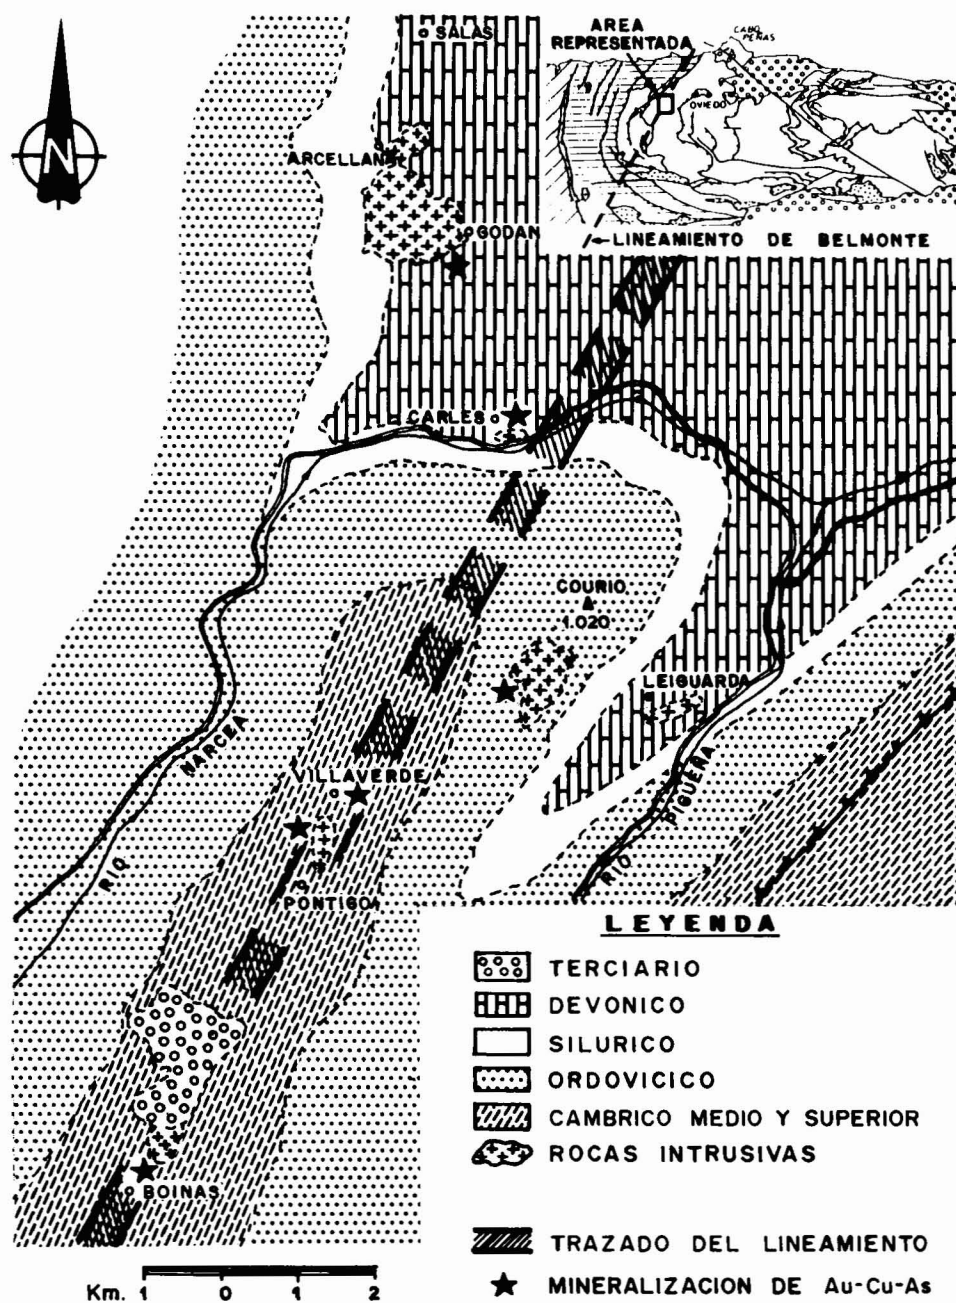 SALAS
AREA
REPRESENTADA
CABO
PEÑAS
OVIEDO
N
ARCELLANA
GODAN
LINEAMIENTO DE BELMONTE
CARLES
COURIO
1.020
LEIGUARDA
RIO NARCEA
VILLAVERDE
RIO PIGUEÑA
PONTIGO
BOINAS
LEYENDA
TERCIARIO
DEVONICO
SILURICO
ORDOVICICO
CAMBRICO MEDIO Y SUPERIOR
ROCAS INTRUSIVAS
TRAZADO DEL LINEAMIENTO
MINERALIZACION DE Au-Cu-As
Km. 1 0 1 2